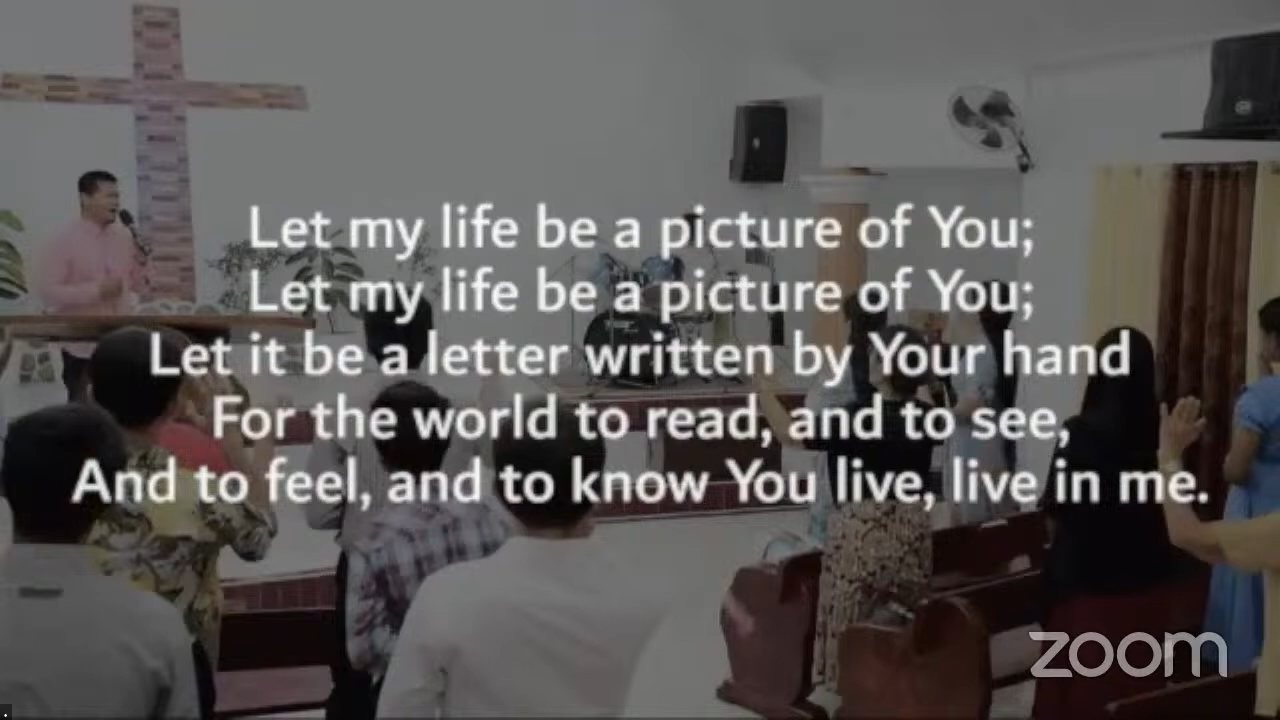 Let my life be a picture of You;
Let my life be a picture of You;
Let it be a letter written by Your hand
For the world to read, and to see,
And to feel, and to know You live, live in me.
zoom